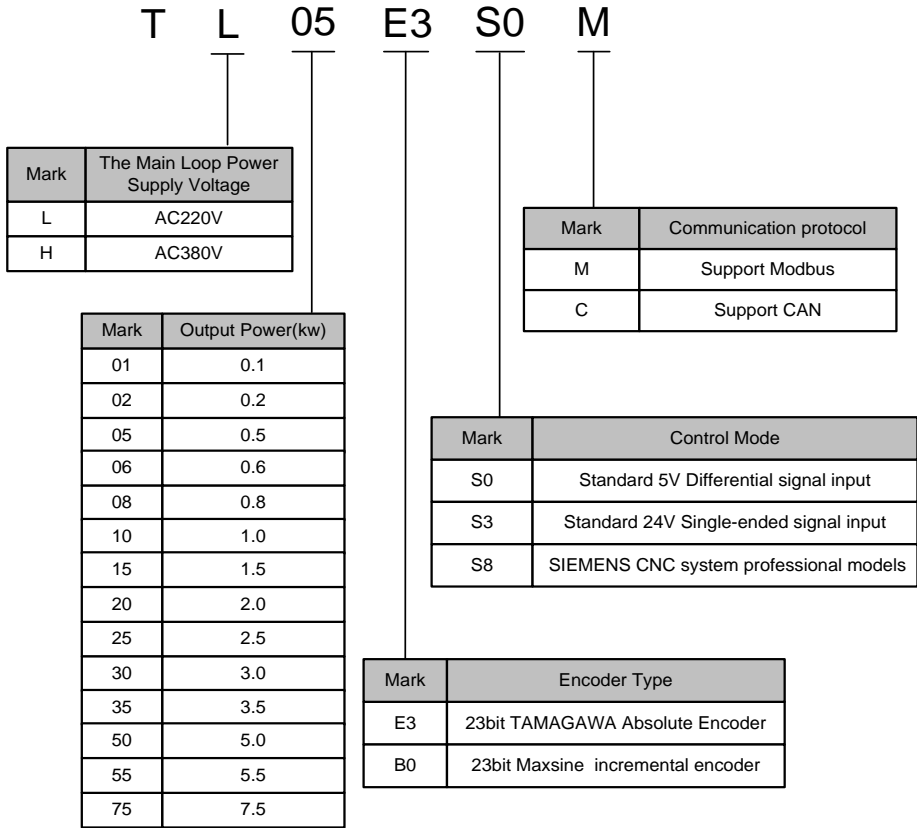 T L 05 E3 S0 M
Mark The Main Loop Power
Supply Voltage
L AC220V
H AC380V
Mark Communication protocol
M Support Modbus
C Support CAN
Mark Output Power(kw)
01 0.1
02 0.2
05 0.5
06 0.6
08 0.8
10 1.0
15 1.5
20 2.0
25 2.5
30 3.0
35 3.5
50 5.0
55 5.5
75 7.5
Mark Control Mode
S0 Standard 5V Differential signal input
S3 Standard 24V Single-ended signal input
S8 SIEMENS CNC system professional models
Mark Encoder Type
E3 23bit TAMAGAWA Absolute Encoder
B0 23bit Maxsine incremental encoder